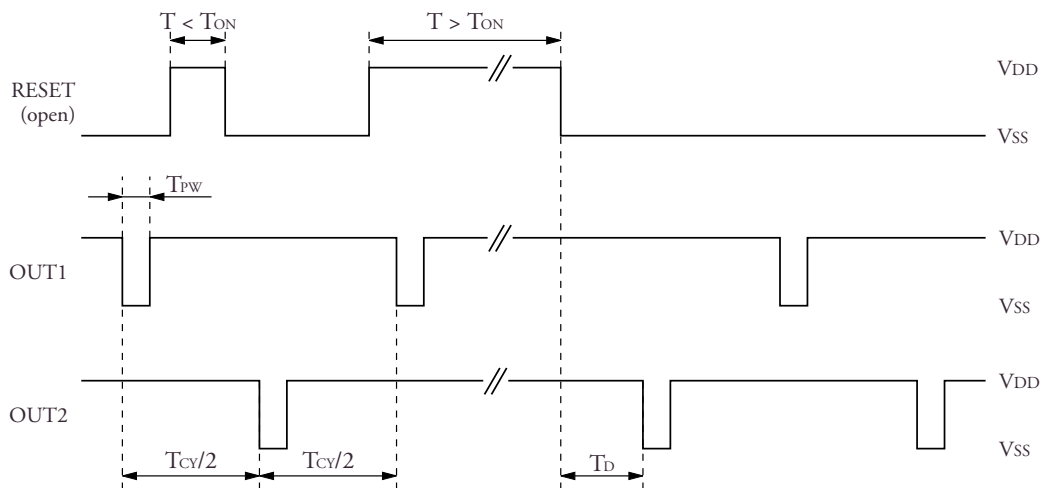 T < TON
T > TON
RESET
(open)
VDD
VSS
TPW
OUT1
VDD
VSS
OUT2
VDD
VSS
TCY/2
TCY/2
TD